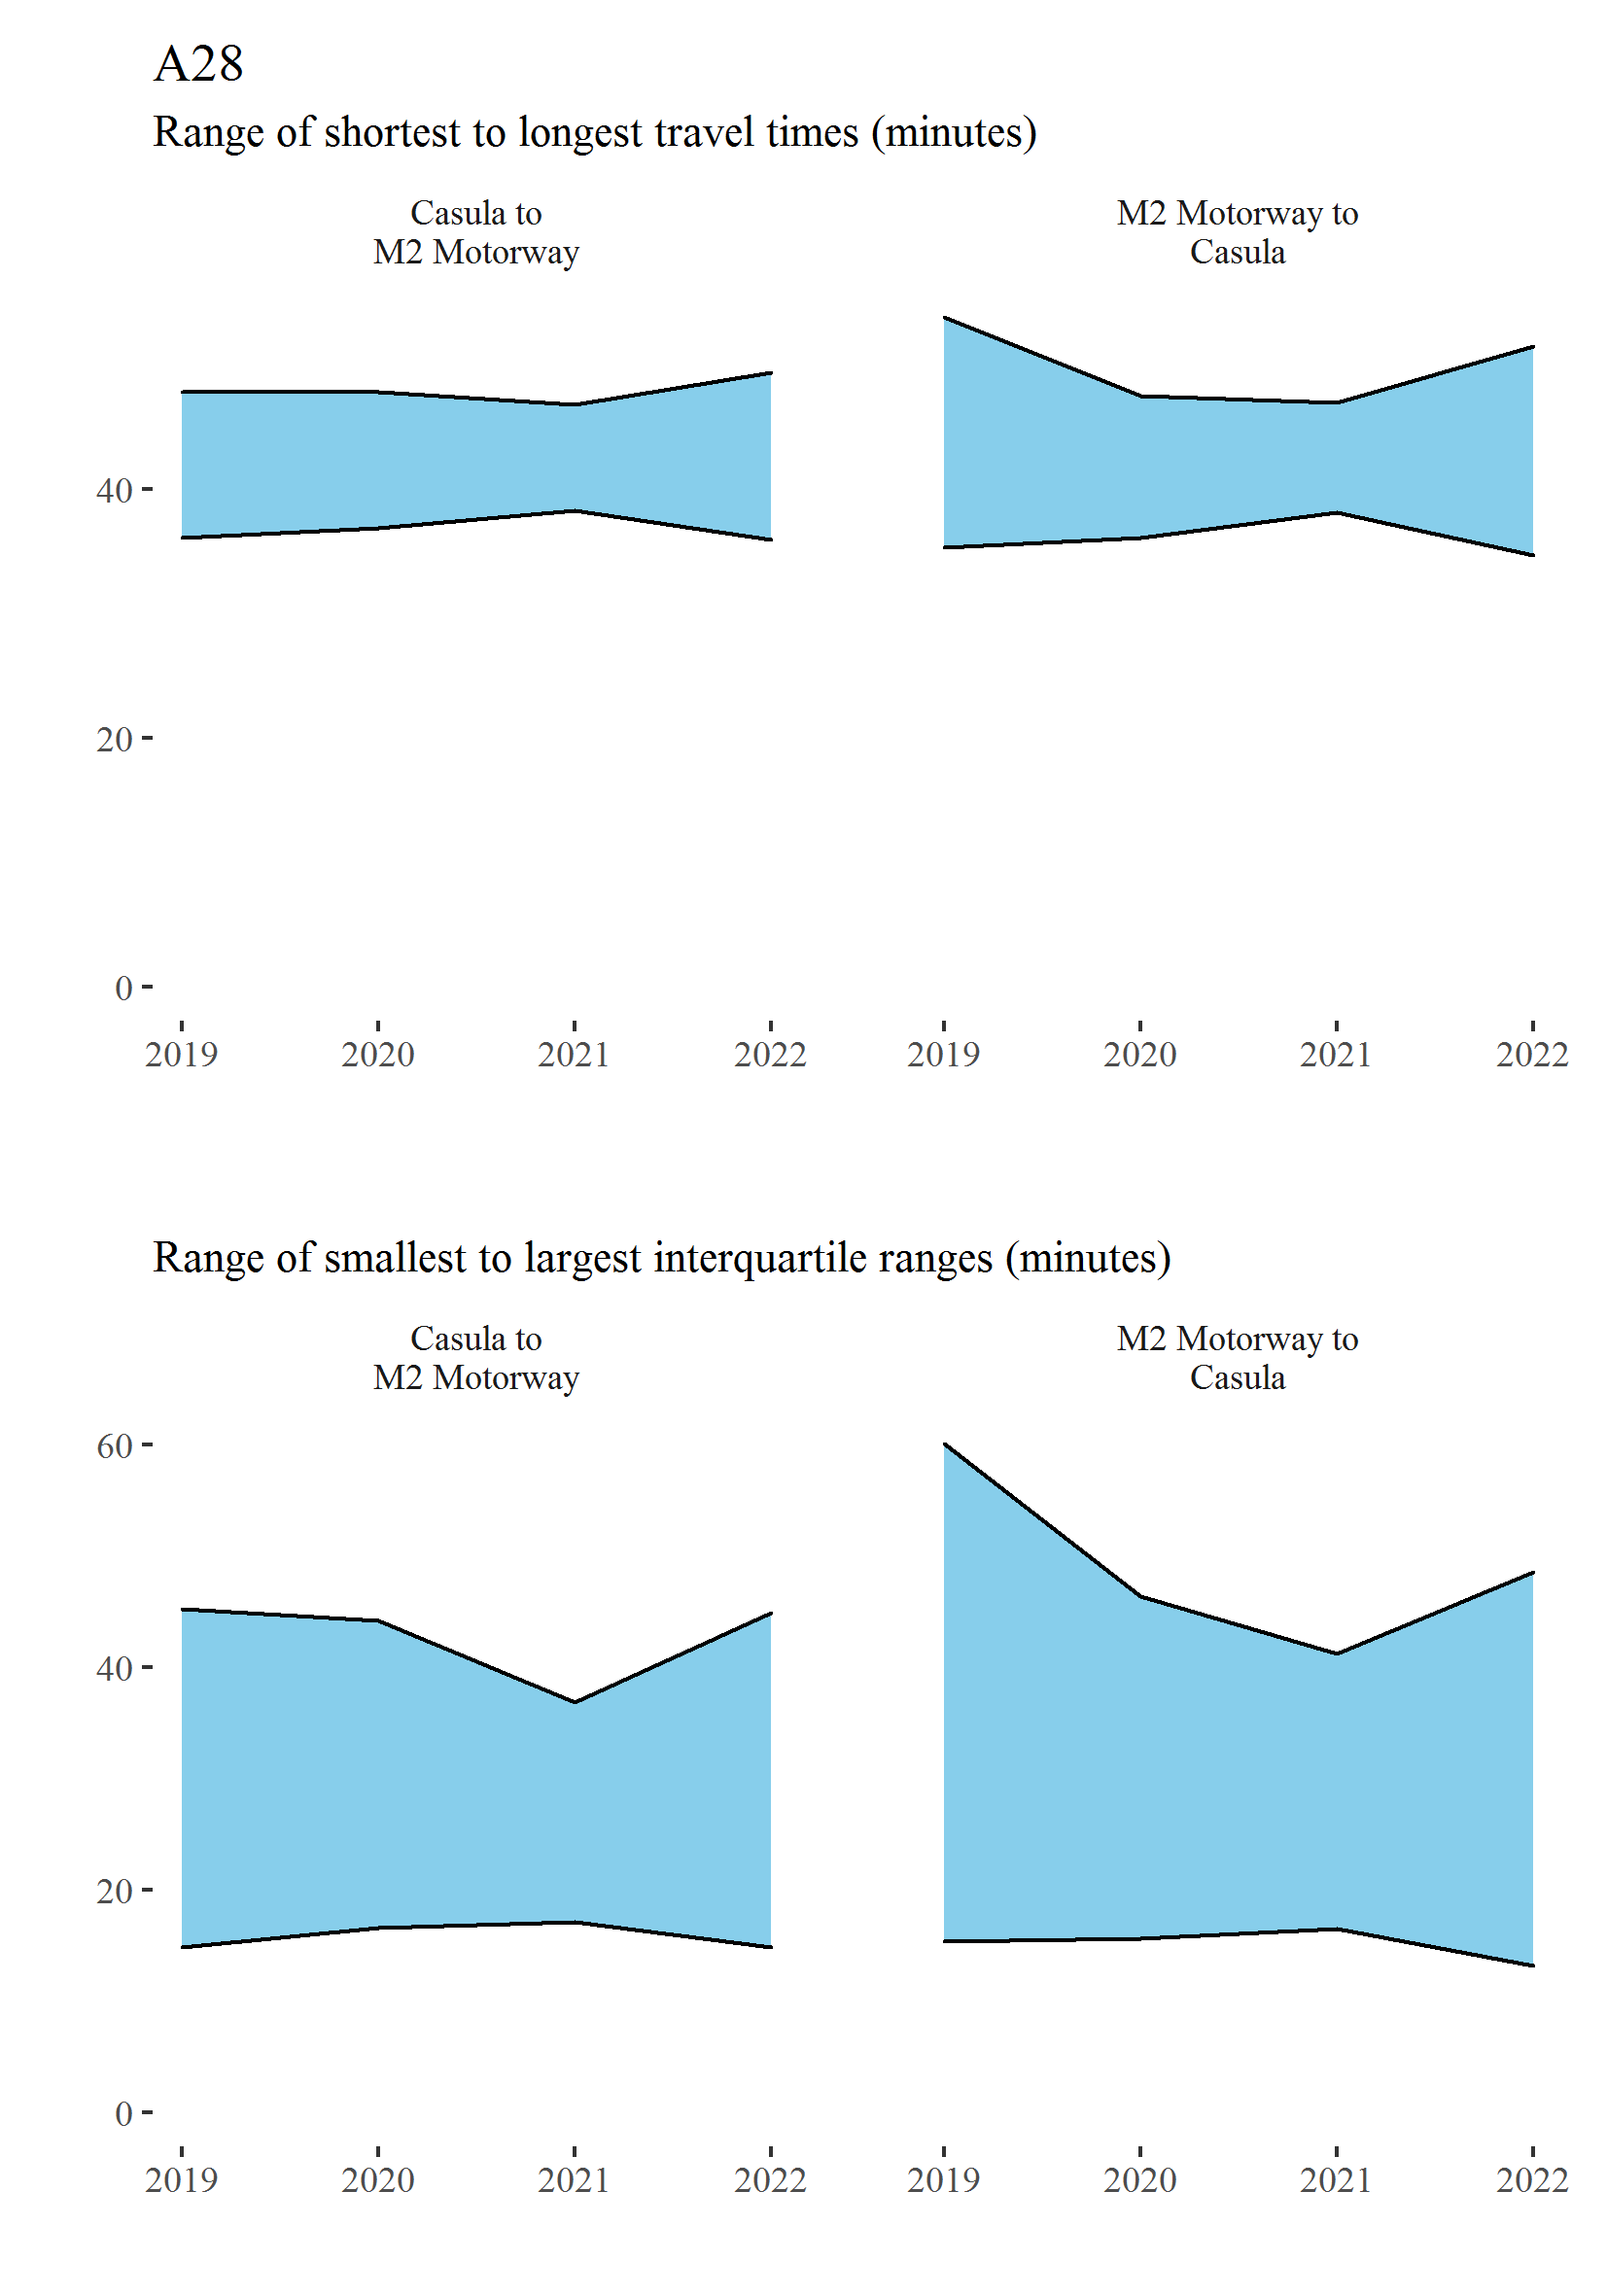 A28
Range of shortest to longest travel times (minutes)
Casula to
M2 Motorway
M2 Motorway to
Casula
40
20
0
2019 2020 2021 2022 2019 2020 2021 2022
Range of smallest to largest interquartile ranges (minutes)
Casula to
M2 Motorway
M2 Motorway to
Casula
60
40
20
0
2019 2020 2021 2022 2019 2020 2021 2022